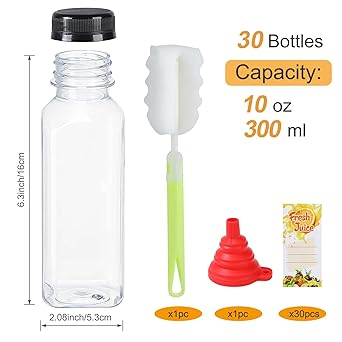 30 Bottles
Capacity:
10 oz
300 ml
6.3inch/16cm
2.08inch/5.3cm
Fresh
Juice
x1pc
x1pc
x30pcs